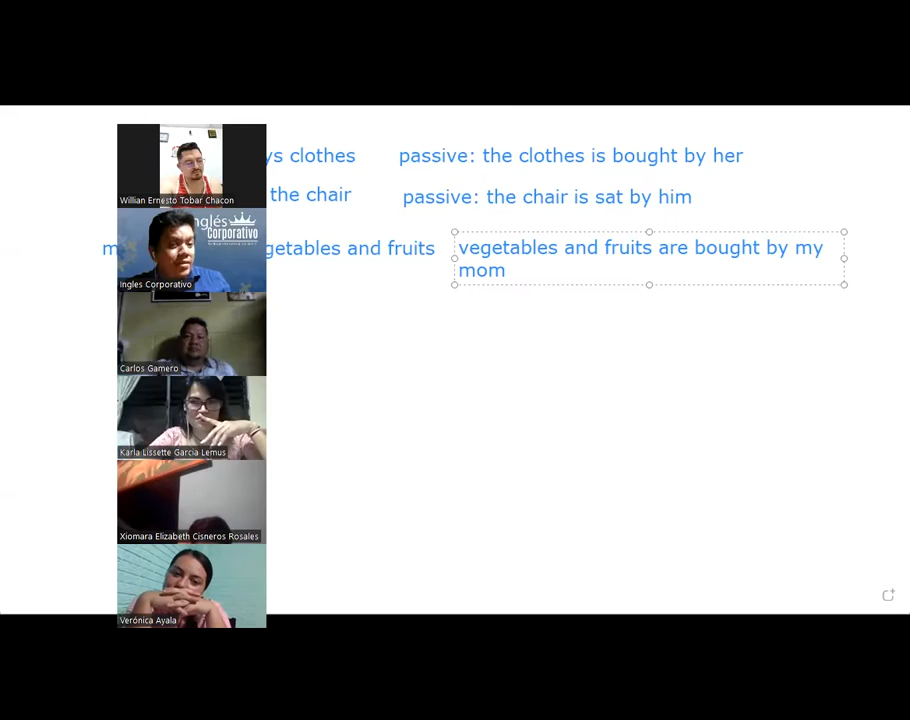 ys clothes
passive: the clothes is bought by her
the chair
passive: the chair is sat by him
m
getables and fruits
vegetables and fruits are bought by my
mom
Willian Ernesto Tobar Chacon
Inglés
Corporativo
Ingles Corporativo
Carlos Gamero
Karla Lissette Garcia Lemus
Xiomara Elizabeth Cisneros Rosales
Verónica Ayala